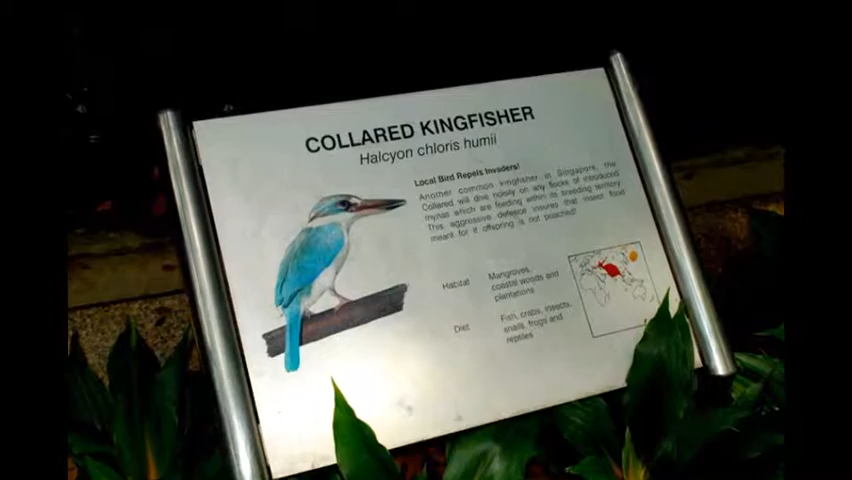 COLLARED KINGFISHER
Halcyon chloris humii
Local Bird Repels Invaders!
Another common kingfisher in Singapore, the
Collared will dive noisily on any flocks of introduced
mynas which are feeding within its breeding territory.
This aggressive defence insures that insect food
meant for it offspring is not poached!
Habitat
Mangroves,
coastal woods and
plantations
Diet
Fish, crabs, insects,
snails, frogs and
reptiles